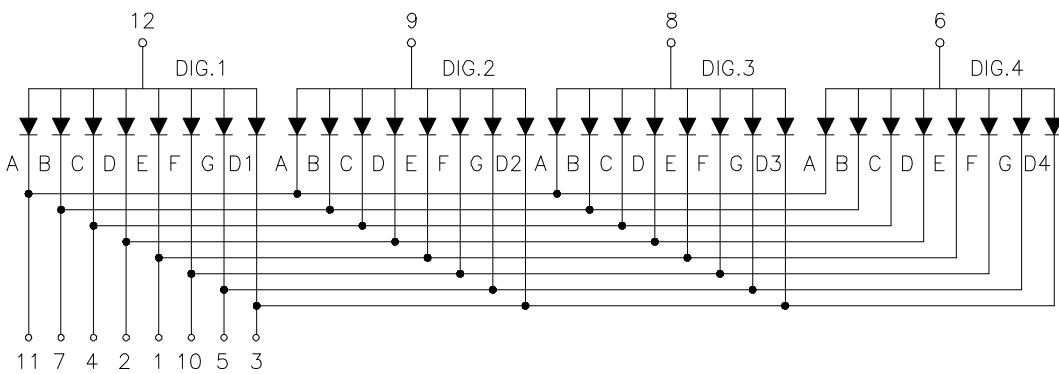 12 9 8 6
DIG.1 DIG.2 DIG.3 DIG.4
A B C D E F G D1 A B C D E F G D2 A B C D E F G D3 A B C D E F G D4
11 7 4 2 1 10 5 3